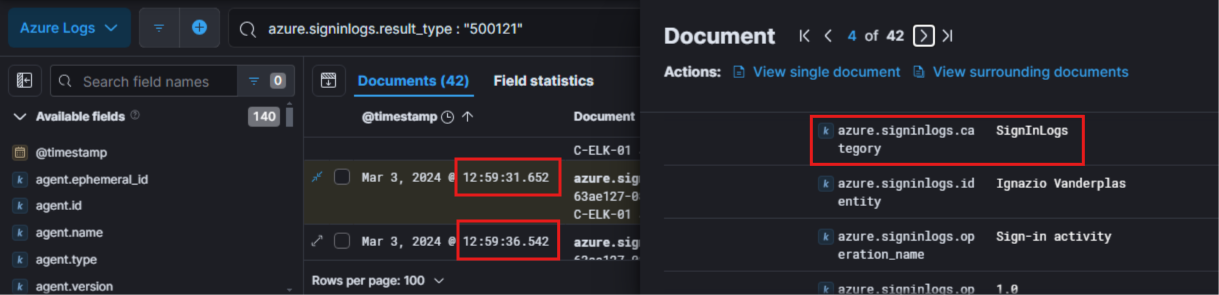 Azure Logs
azure.signinlogs.result_type : "500121"
Search field names
0
Available fields
140
@timestamp
agent.ephemeral_id
agent.id
agent.name
agent.type
agent.version
Documents (42)
Field statistics
@timestamp
Document
C-ELK-01
Mar 3, 2024 @ 12:59:31.652
azure.sig
63ae127-0
C-ELK-01
Mar 3, 2024 @ 12:59:36.542
azure.sig
Rows per page: 100
Document
4 of 42
Actions:
View single document
View surrounding documents
k azure.signinlogs.ca SignInLogs
tegory
k azure.signinlogs.id Ignazio Vanderplas
entity
k azure.signinlogs.op Sign-in activity
eration_name
k azure.signinlogs.op 1.0